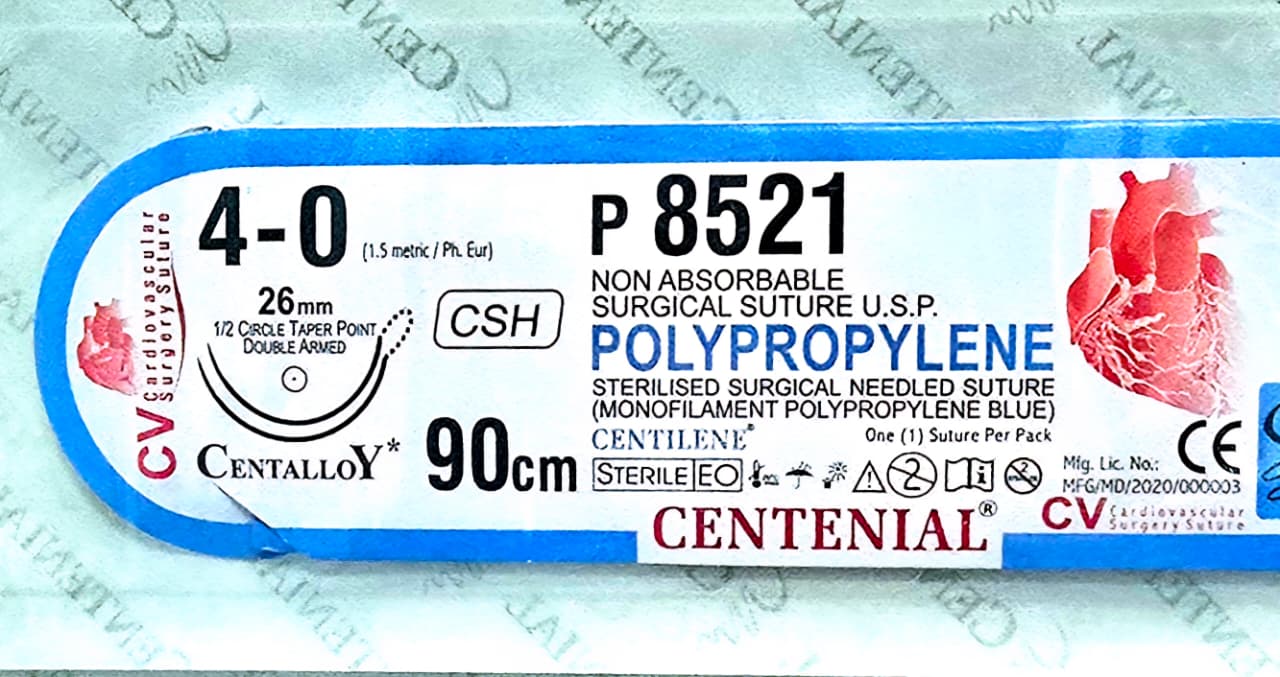 4-0 (1.5 metric / Ph. Eur)
26mm
1/2 CIRCLE TAPER POINT
DOUBLE ARMED
CSH
CENTALLOY*
90cm
CV Cardiovascular
Surgery Suture
P 8521
NON ABSORBABLE
SURGICAL SUTURE U.S.P.
POLYPROPYLENE
STERILISED SURGICAL NEEDLED SUTURE
(MONOFILAMENT POLYPROPYLENE BLUE)
CENTILENE® One (1) Suture Per Pack
STERILE EO
2
i
CENTENIAL®
CE
Mfg. Lic. No.:
MFG/MD/2020/000003
CV Cardiovascular
Surgery Suture